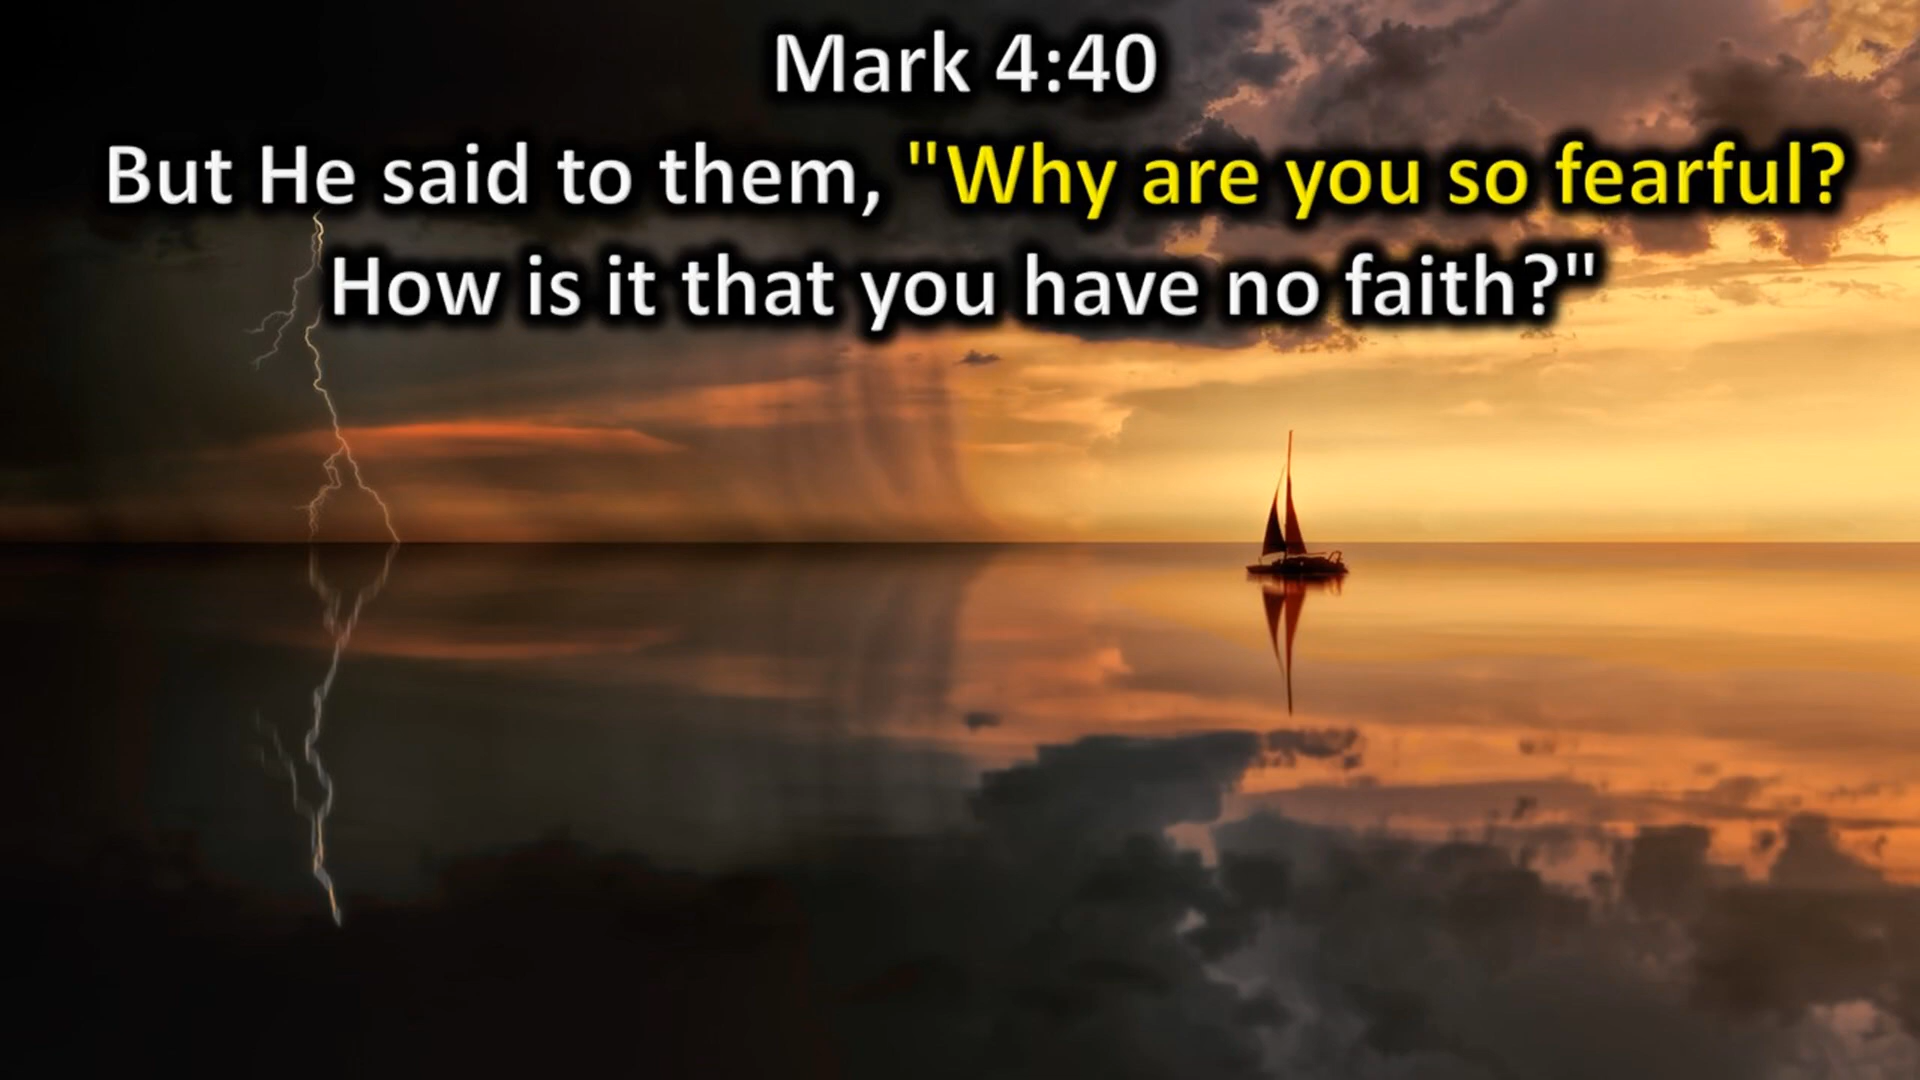 Mark 4:40
But He said to them, "Why are you so fearful?
How is it that you have no faith?"